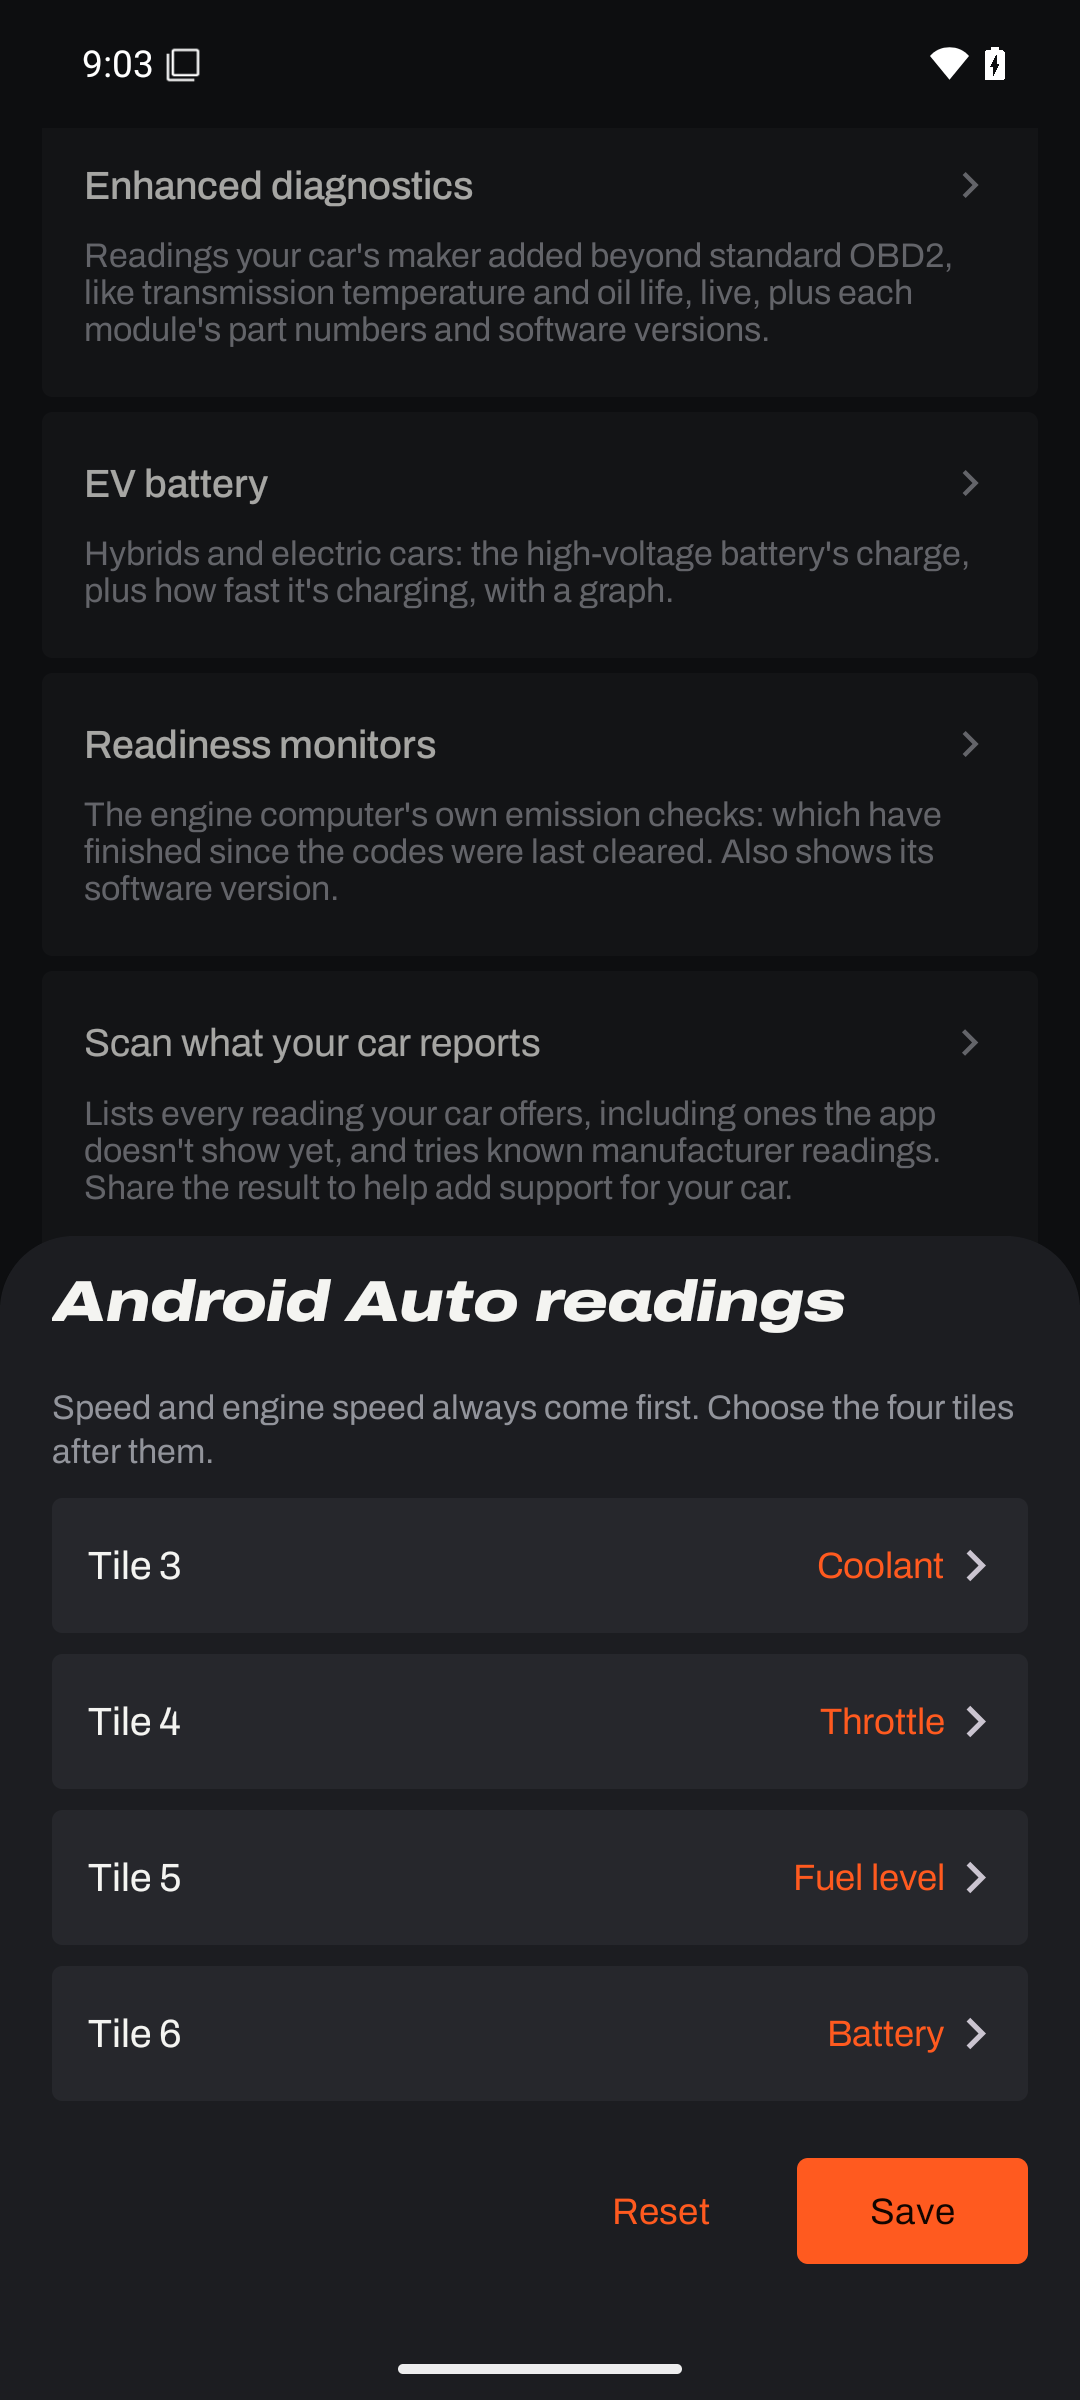 9:03
Enhanced diagnostics
Readings your car's maker added beyond standard OBD2,
like transmission temperature and oil life, live, plus each
module's part numbers and software versions.
EV battery
Hybrids and electric cars: the high-voltage battery's charge,
plus how fast it's charging, with a graph.
Readiness monitors
The engine computer's own emission checks: which have
finished since the codes were last cleared. Also shows its
software version.
Scan what your car reports
Lists every reading your car offers, including ones the app
doesn't show yet, and tries known manufacturer readings.
Share the result to help add support for your car.
Android Auto readings
Speed and engine speed always come first. Choose the four tiles
after them.
Tile 3 Coolant
Tile 4 Throttle
Tile 5 Fuel level
Tile 6 Battery
Reset Save